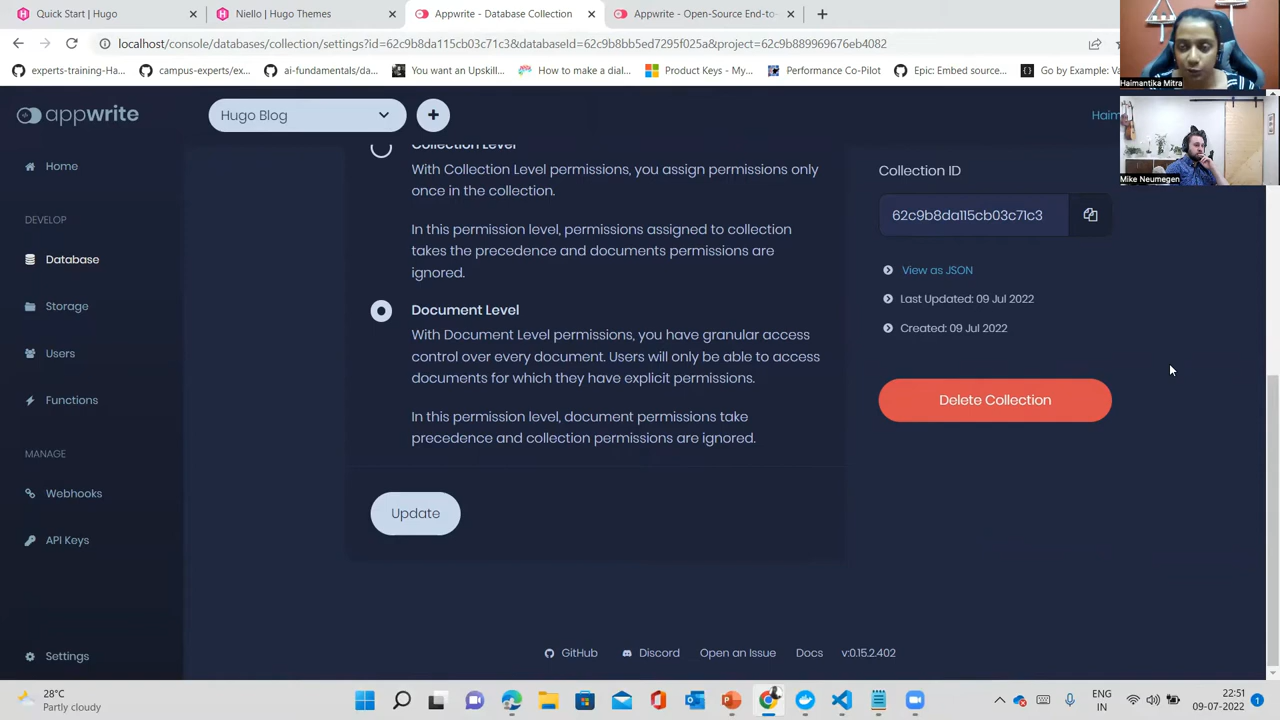 Quick Start | Hugo
Niello | Hugo Themes
Appwrite - Database Collection
Appwrite - Open-Source End-to-
localhost/console/databases/collection/settings?id=62c9b8da115cb03c71c3&databaseId=62c9b8bb5ed7295f025a&project=62c9b889969676eb4082
experts-training-Ha...
campus-experts/ex...
ai-fundamentals/da...
You want an Upskil...
How to make a dial...
Product Keys - My...
Performance Co-Pilot
Epic: Embed source...
Go by Example: Va
Haimantika Mitra
Mike Neumegen
appwrite
Hugo Blog
Haim
Home
DEVELOP
Database
Storage
Users
Functions
MANAGE
Webhooks
API Keys
Settings
Collection Level
With Collection Level permissions, you assign permissions only
once in the collection.
In this permission level, permissions assigned to collection
takes the precedence and documents permissions are
ignored.
Document Level
With Document Level permissions, you have granular access
control over every document. Users will only be able to access
documents for which they have explicit permissions.
In this permission level, document permissions take
precedence and collection permissions are ignored.
Update
Collection ID
62c9b8da115cb03c71c3
View as JSON
Last Updated: 09 Jul 2022
Created: 09 Jul 2022
Delete Collection
GitHub
Discord
Open an Issue
Docs
v:0.15.2.402
28°C
Partly cloudy
ENG
IN
22:51
09-07-2022
1